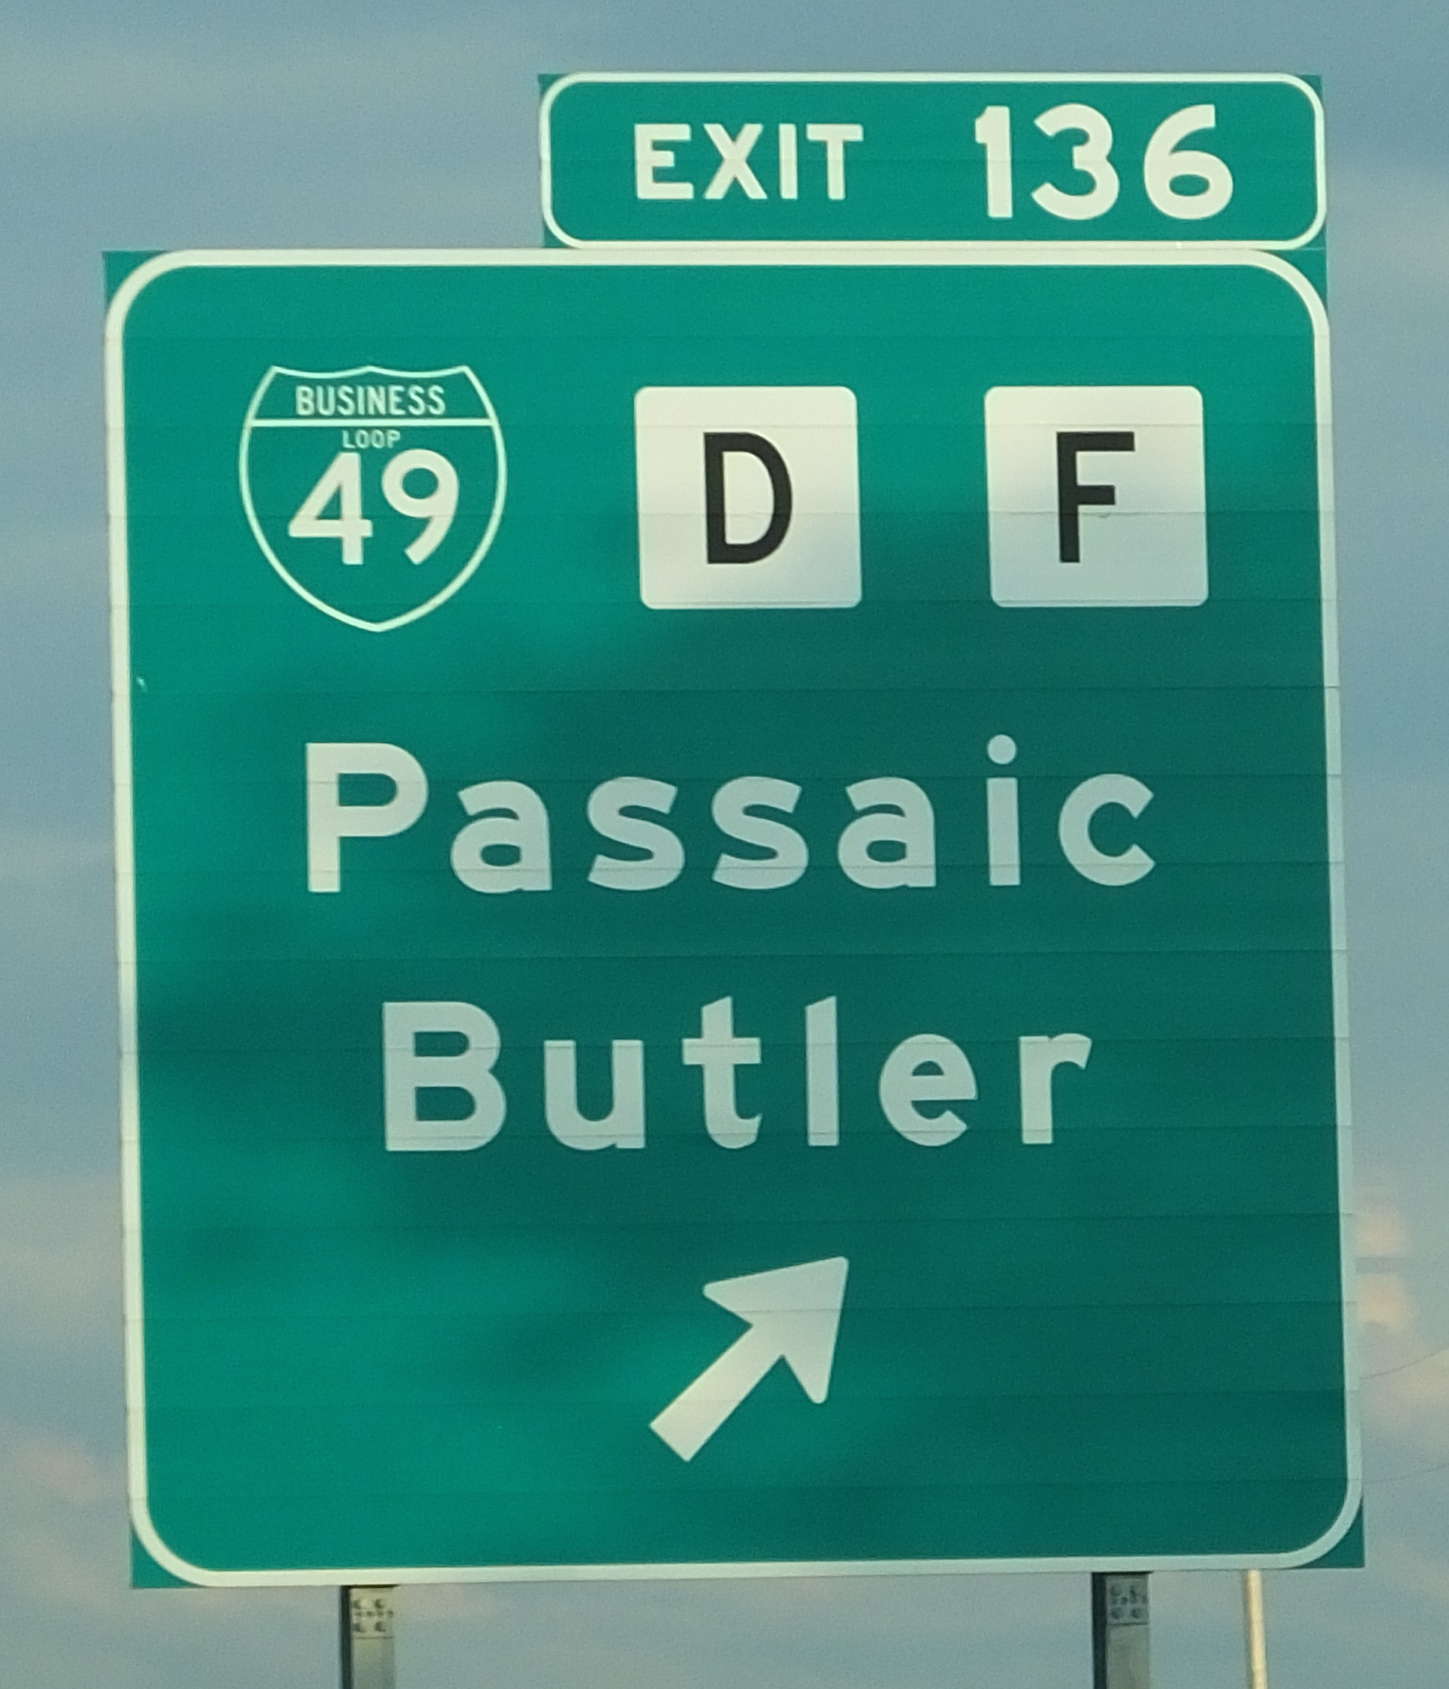 EXIT 136
BUSINESS
LOOP
49
D F
Passaic
Butler